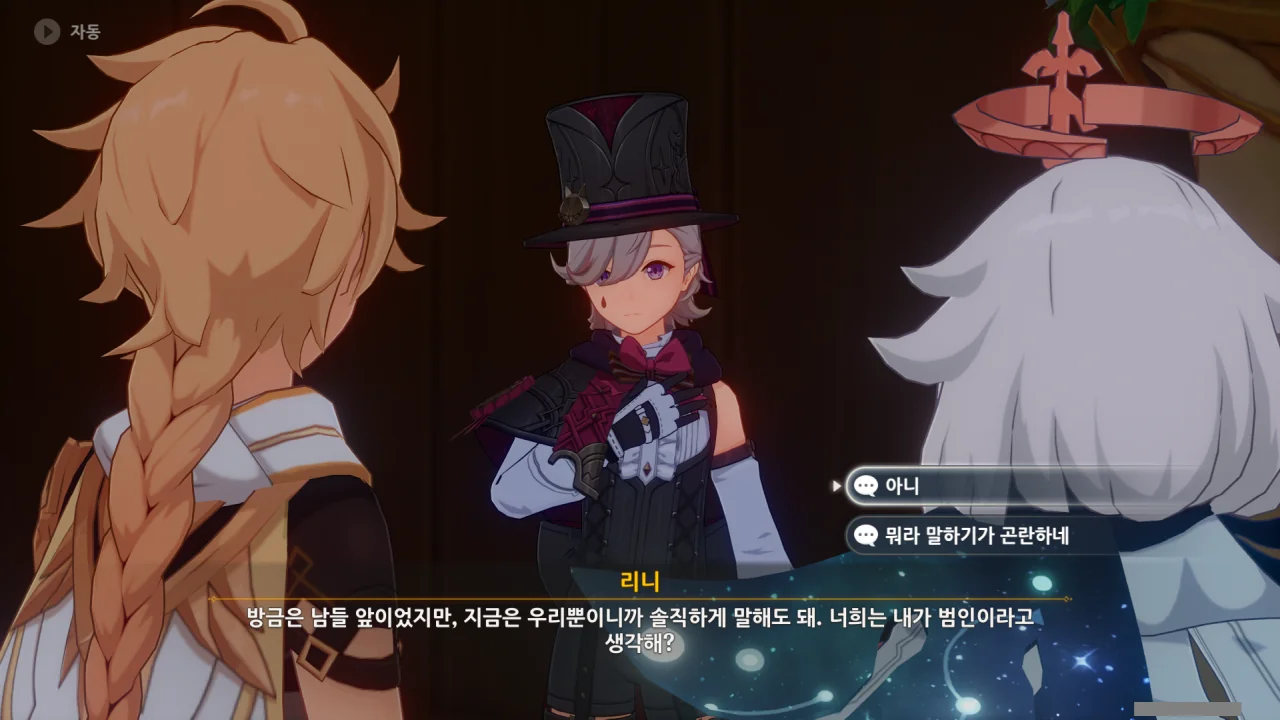 자동
아니
뭐라 말하기가 곤란하네
리니
방금은 남들 앞이었지만, 지금은 우리뿐이니까 솔직하게 말해도 돼. 너희는 내가 범인이라고
생각해?